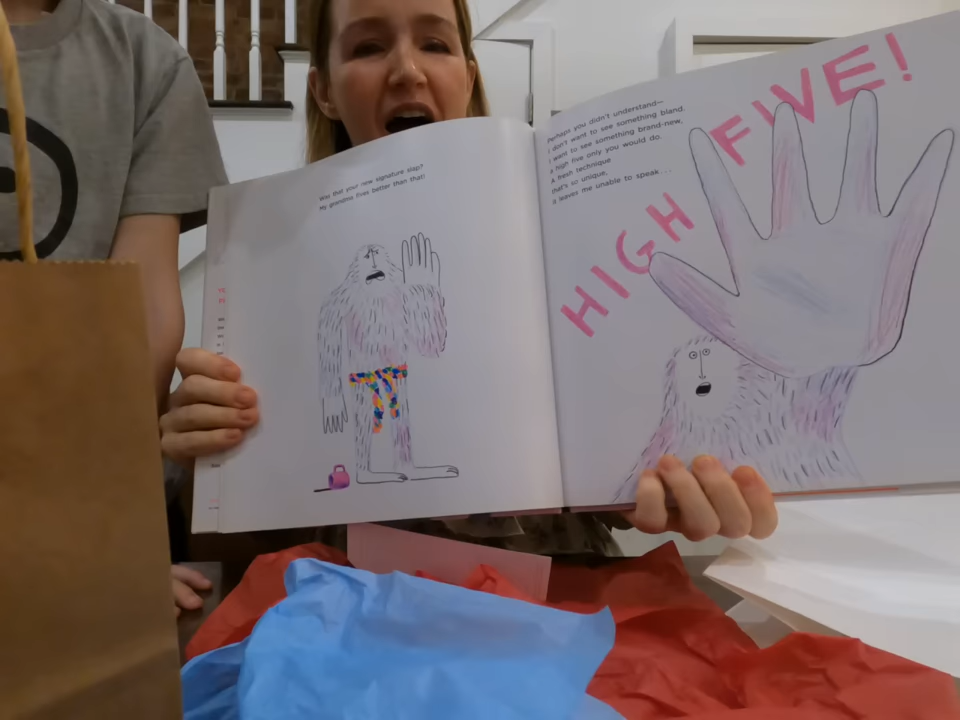 Was that your new signature slap?
My grandma fives better than that!
Perhaps you didn't understand—
I don't want to see something bland.
I want to see something brand-new,
a high five only you would do.
A fresh technique
that's so unique,
it leaves me unable to speak . . .
HIGH FIVE!